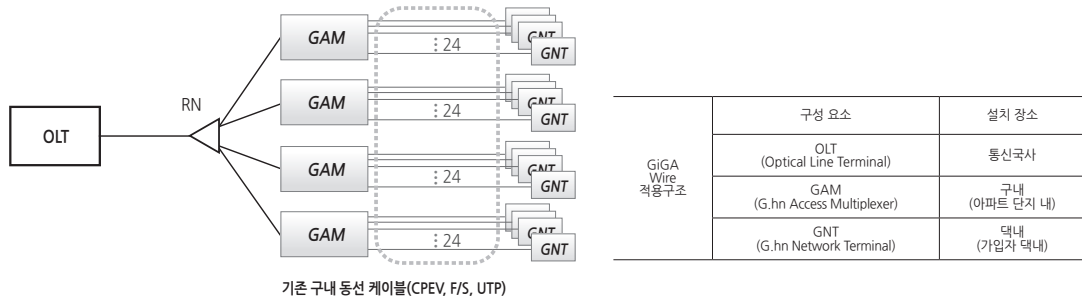 OLT
RN
GAM
⋮ 24
GNT
GNT
GAM
⋮ 24
GNT
GNT
GAM
⋮ 24
GNT
GNT
GAM
⋮ 24
GNT
GNT
기존 구내 동선 케이블(CPEV, F/S, UTP)
GiGA
Wire
적용구조
구성 요소
설치 장소
OLT
(Optical Line Terminal)
통신국사
GAM
(G.hn Access Multiplexer)
구내
(아파트 단지 내)
GNT
(G.hn Network Terminal)
댁내
(가입자 댁내)